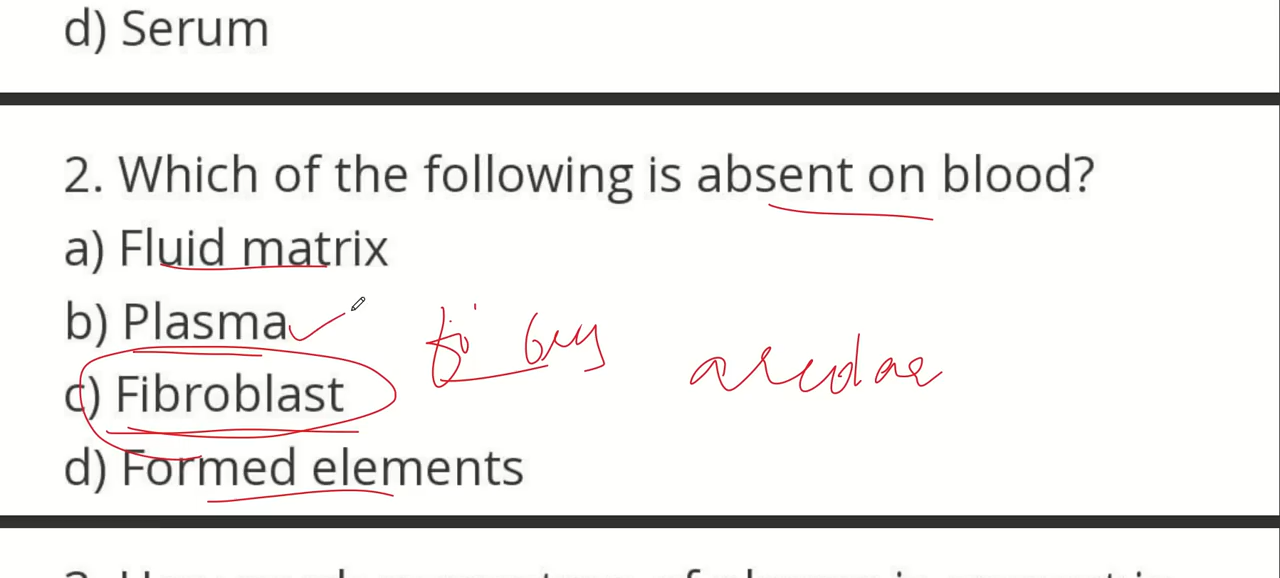 d) Serum
2. Which of the following is absent on blood?
a) Fluid matrix
b) Plasma
c) Fibroblast
d) Formed elements